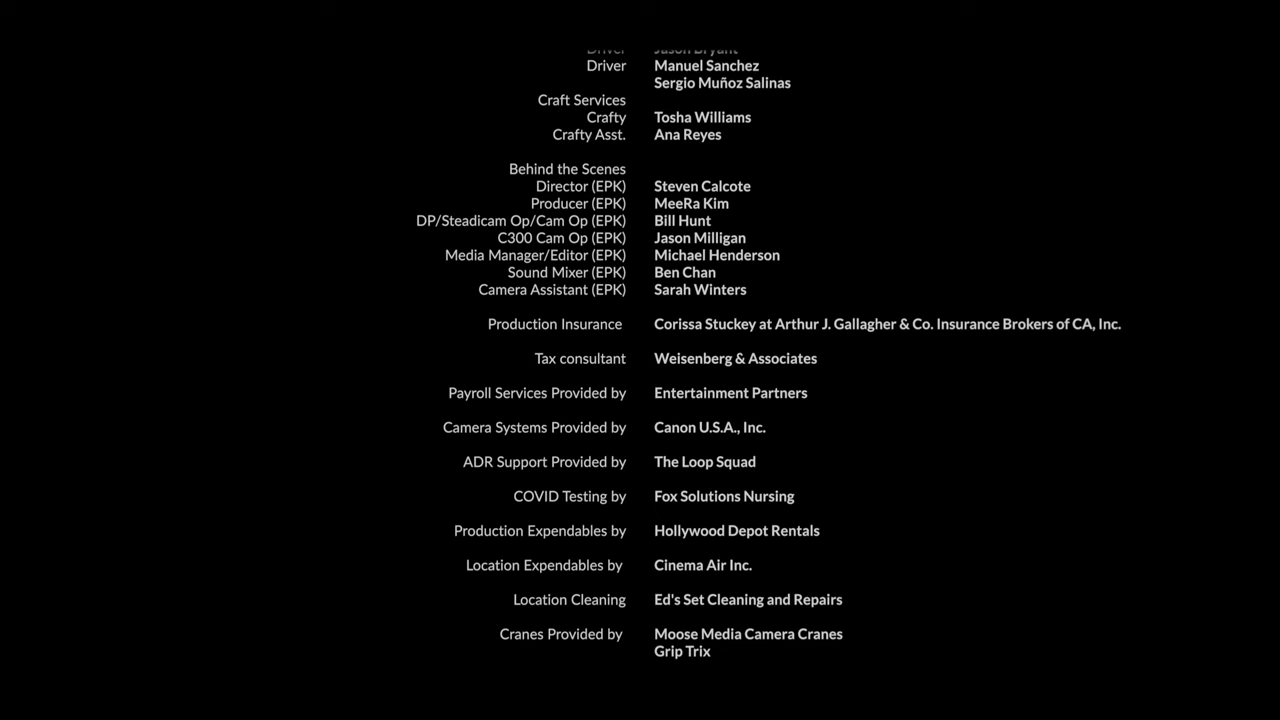 Driver Jason Bryant
Driver Manuel Sanchez
Sergio Muñoz Salinas
Craft Services
Crafty Tosha Williams
Crafty Asst. Ana Reyes
Behind the Scenes
Director (EPK) Steven Calcote
Producer (EPK) MeeRa Kim
DP/Steadicam Op/Cam Op (EPK) Bill Hunt
C300 Cam Op (EPK) Jason Milligan
Media Manager/Editor (EPK) Michael Henderson
Sound Mixer (EPK) Ben Chan
Camera Assistant (EPK) Sarah Winters
Production Insurance Corissa Stuckey at Arthur J. Gallagher & Co. Insurance Brokers of CA, Inc.
Tax consultant Weisenberg & Associates
Payroll Services Provided by Entertainment Partners
Camera Systems Provided by Canon U.S.A., Inc.
ADR Support Provided by The Loop Squad
COVID Testing by Fox Solutions Nursing
Production Expendables by Hollywood Depot Rentals
Location Expendables by Cinema Air Inc.
Location Cleaning Ed's Set Cleaning and Repairs
Cranes Provided by Moose Media Camera Cranes
Grip Trix